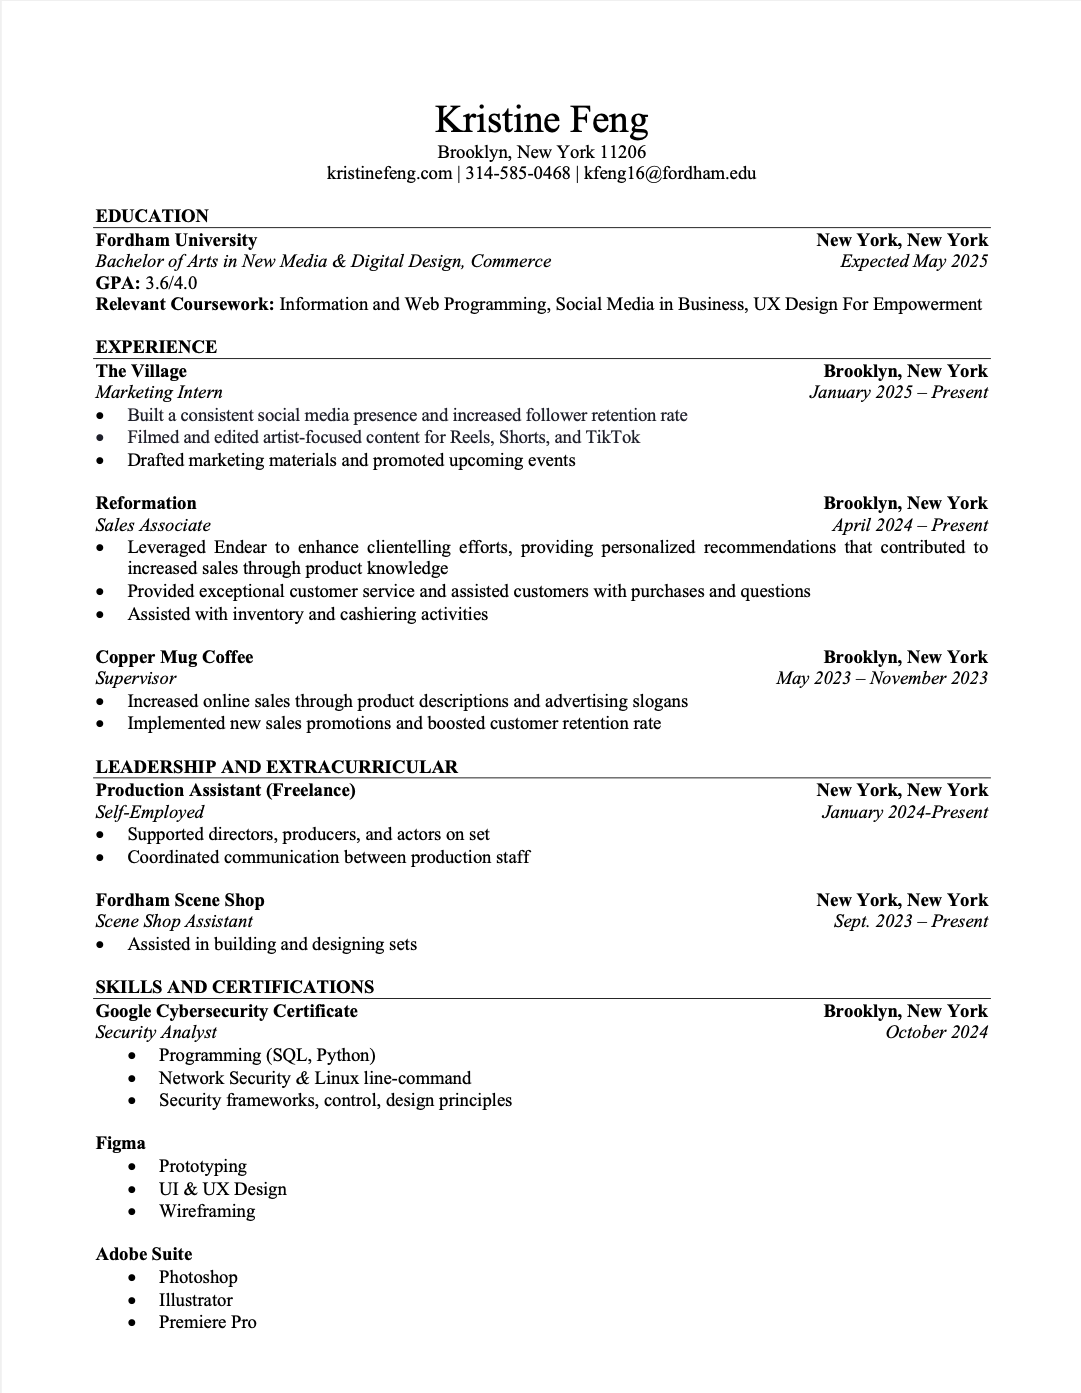 Kristine Feng
Brooklyn, New York 11206
kristinefeng.com | 314-585-0468 | kfeng16@fordham.edu
EDUCATION
Fordham University New York, New York
Bachelor of Arts in New Media & Digital Design, Commerce Expected May 2025
GPA: 3.6/4.0
Relevant Coursework: Information and Web Programming, Social Media in Business, UX Design For Empowerment
EXPERIENCE
The Village Brooklyn, New York
Marketing Intern January 2025 – Present
• Built a consistent social media presence and increased follower retention rate
• Filmed and edited artist-focused content for Reels, Shorts, and TikTok
• Drafted marketing materials and promoted upcoming events
Reformation Brooklyn, New York
Sales Associate April 2024 – Present
• Leveraged Endear to enhance clientelling efforts, providing personalized recommendations that contributed to
increased sales through product knowledge
• Provided exceptional customer service and assisted customers with purchases and questions
• Assisted with inventory and cashiering activities
Copper Mug Coffee Brooklyn, New York
Supervisor May 2023 – November 2023
• Increased online sales through product descriptions and advertising slogans
• Implemented new sales promotions and boosted customer retention rate
LEADERSHIP AND EXTRACURRICULAR
Production Assistant (Freelance) New York, New York
Self-Employed January 2024-Present
• Supported directors, producers, and actors on set
• Coordinated communication between production staff
Fordham Scene Shop New York, New York
Scene Shop Assistant Sept. 2023 – Present
• Assisted in building and designing sets
SKILLS AND CERTIFICATIONS
Google Cybersecurity Certificate Brooklyn, New York
Security Analyst October 2024
• Programming (SQL, Python)
• Network Security & Linux line-command
• Security frameworks, control, design principles
Figma
• Prototyping
• UI & UX Design
• Wireframing
Adobe Suite
• Photoshop
• Illustrator
• Premiere Pro